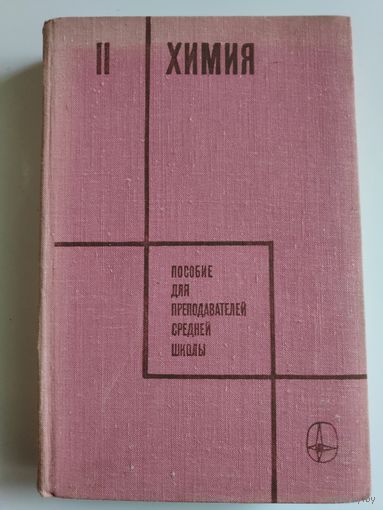 II ХИМИЯ
ПОСОБИЕ
ДЛЯ
ПРЕПОДАВАТЕЛЕЙ
СРЕДНЕЙ
ШКОЛЫ